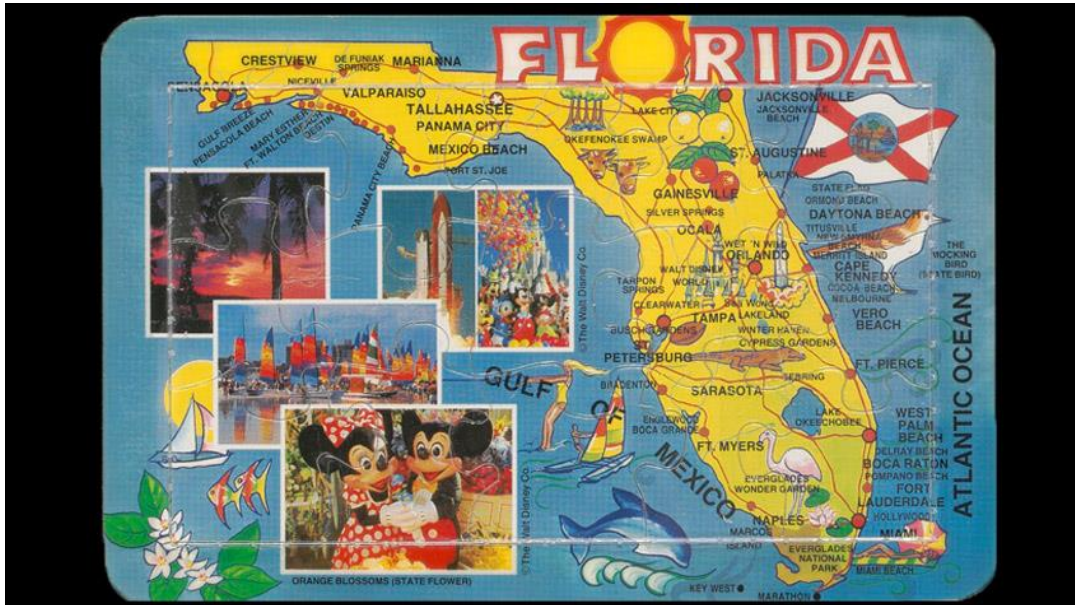 FLORIDA
CRESTVIEW
DE FUNIAK
SPRINGS
MARIANNA
PENSACOLA
NICEVILLE
VALPARAISO
TALLAHASSEE
PANAMA CITY
MEXICO BEACH
PORT ST. JOE
GULF BREEZE
PENSACOLA BEACH
MARY ESTHER
FT. WALTON BEACH
DESTIN
PANAMA CITY BEACH
LAKE CITY
OKEFENOKEE SWAMP
JACKSONVILLE
JACKSONVILLE
BEACH
ST. AUGUSTINE
PALATKA
STATE FLAG
ORMOND BEACH
DAYTONA BEACH
GAINESVILLE
SILVER SPRINGS
OCALA
TITUSVILLE
NEW SMYRNA
BEACH
MERRITT ISLAND
CAPE
KENNEDY
COCOA BEACH
MELBOURNE
THE
MOCKING
BIRD
(STATE BIRD)
WET 'N WILD
ORLANDO
WALT DISNEY
WORLD
TARPON
SPRINGS
CLEARWATER
Sea World
TAMPA
LAKELAND
BUSCH GARDENS
WINTER HAVEN
CYPRESS GARDENS
VERO
BEACH
ST.
PETERSBURG
FT. PIERCE
BRADENTON
SEBRING
SARASOTA
ENGLEWOOD
BOCA GRANDE
LAKE
OKEECHOBEE
WEST
PALM
BEACH
FT. MYERS
DELRAY BEACH
BOCA RATON
POMPANO BEACH
FORT
LAUDERDALE
HOLLYWOOD
EVERGLADES
WONDER GARDEN
NAPLES
MARCOS
ISLAND
MIAMI
EVERGLADES
NATIONAL
PARK
MIAMI BEACH
KEY WEST
MARATHON
GULF
OF
MEXICO
ATLANTIC OCEAN
© The Walt Disney Co.
© The Walt Disney Co.
ORANGE BLOSSOMS (STATE FLOWER)